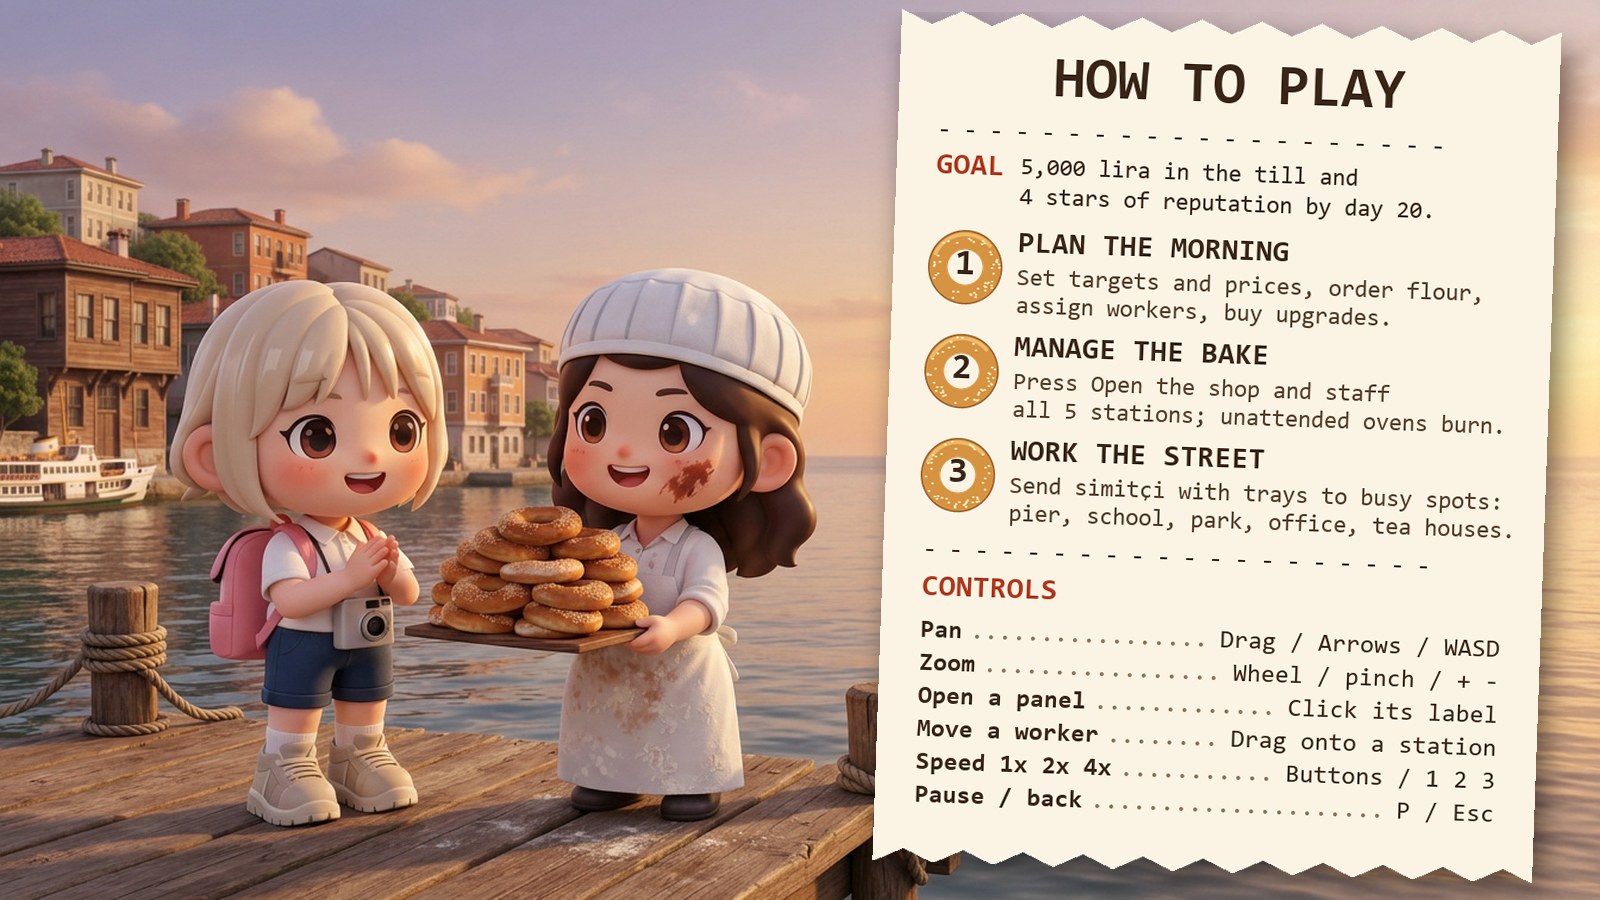 HOW TO PLAY
GOAL 5,000 lira in the till and
4 stars of reputation by day 20.
1 PLAN THE MORNING
Set targets and prices, order flour,
assign workers, buy upgrades.
2 MANAGE THE BAKE
Press Open the shop and staff
all 5 stations; unattended ovens burn.
3 WORK THE STREET
Send simitçi with trays to busy spots:
pier, school, park, office, tea houses.
CONTROLS
Pan .................. Drag / Arrows / WASD
Zoom .................. Wheel / pinch / + -
Open a panel .............. Click its label
Move a worker ........ Drag onto a station
Speed 1x 2x 4x ............ Buttons / 1 2 3
Pause / back ...................... P / Esc